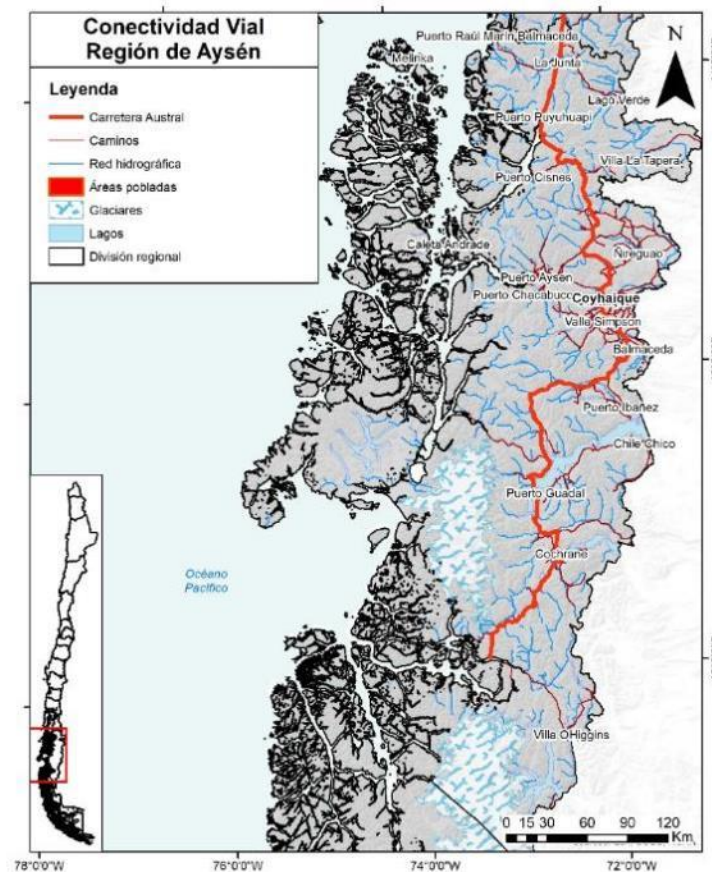 Conectividad Vial
Región de Aysén
Leyenda
Carretera Austral
Caminos
Red hidrográfica
Áreas pobladas
Glaciares
Lagos
División regional
N
Puerto Raúl Marín Balmaceda
Melinka
La Junta
Lago Verde
Puerto Puyuhuapi
Villa La Tapera
Puerto Cisnes
Caleta Andrade
Ñireguao
Puerto Aysén
Puerto Chacabuco
Coyhaique
Valle Simpson
Balmaceda
Puerto Ibáñez
Chile Chico
Puerto Guadal
Cochrane
Océano
Pacífico
Villa OHiggins
0 15 30 60 90 120
Km
78°0'0"W 76°0'0"W 74°0'0"W 72°0'0"W